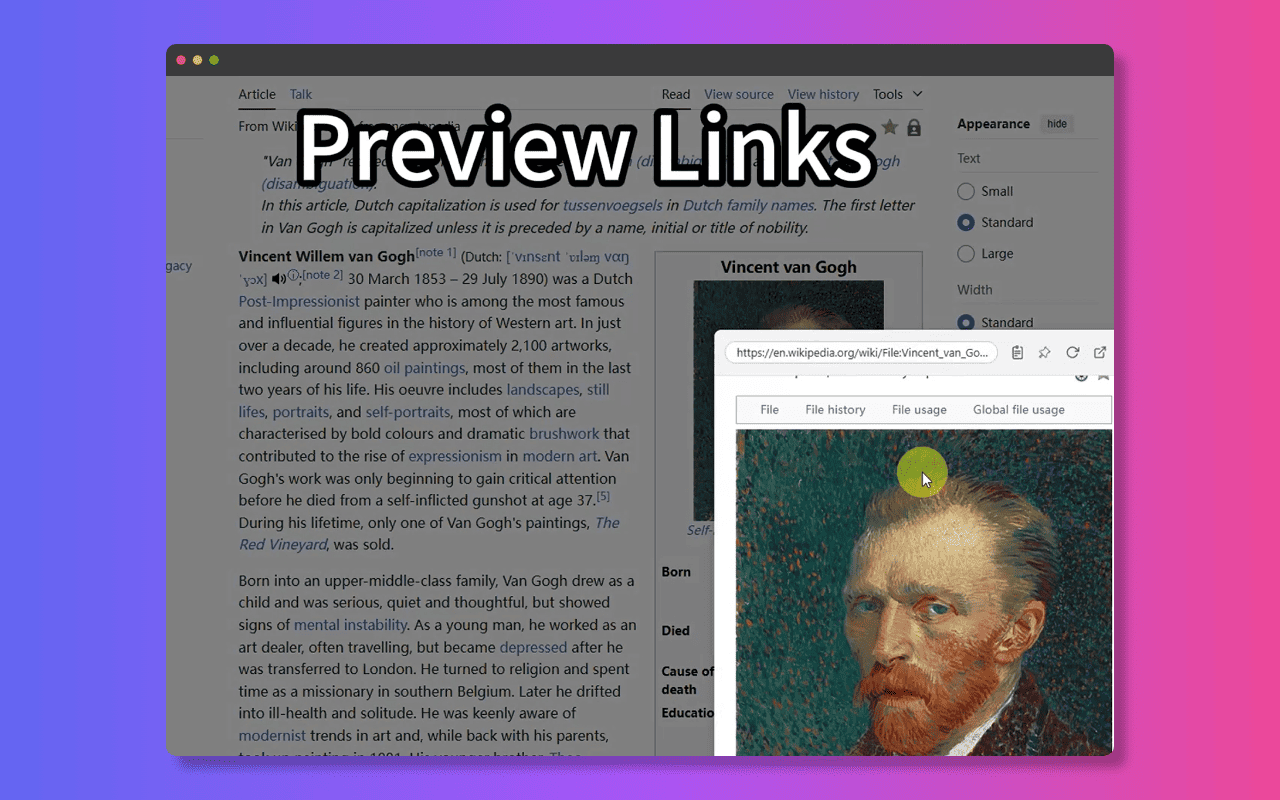 Article Talk Read View source View history Tools
Preview Links
From Wiki
Appearance hide
"Van
(disambiguation).
In this article, Dutch capitalization is used for tussenvoegsels in Dutch family names. The first letter
in Van Gogh is capitalized unless it is preceded by a name, initial or title of nobility.
Text
Small
Standard
Large
Width
Standard
gacy
Vincent Willem van Gogh[note 1] (Dutch: [ˈvɪnsɛnt ˈʋɪləɱ vɑŋ
ˈɣɔx] ⓘ;[note 2] 30 March 1853 – 29 July 1890) was a Dutch
Post-Impressionist painter who is among the most famous
and influential figures in the history of Western art. In just
over a decade, he created approximately 2,100 artworks,
including around 860 oil paintings, most of them in the last
two years of his life. His oeuvre includes landscapes, still
lifes, portraits, and self-portraits, most of which are
characterised by bold colours and dramatic brushwork that
contributed to the rise of expressionism in modern art. Van
Gogh's work was only beginning to gain critical attention
before he died from a self-inflicted gunshot at age 37.[5]
During his lifetime, only one of Van Gogh's paintings, The
Red Vineyard, was sold.
Born into an upper-middle-class family, Van Gogh drew as a
child and was serious, quiet and thoughtful, but showed
signs of mental instability. As a young man, he worked as an
art dealer, often travelling, but became depressed after he
was transferred to London. He turned to religion and spent
time as a missionary in southern Belgium. Later he drifted
into ill-health and solitude. He was keenly aware of
modernist trends in art and, while back with his parents,
Vincent van Gogh
Self-
Born
Died
Cause of
death
Educatio
https://en.wikipedia.org/wiki/File:Vincent_van_Go...
File File history File usage Global file usage